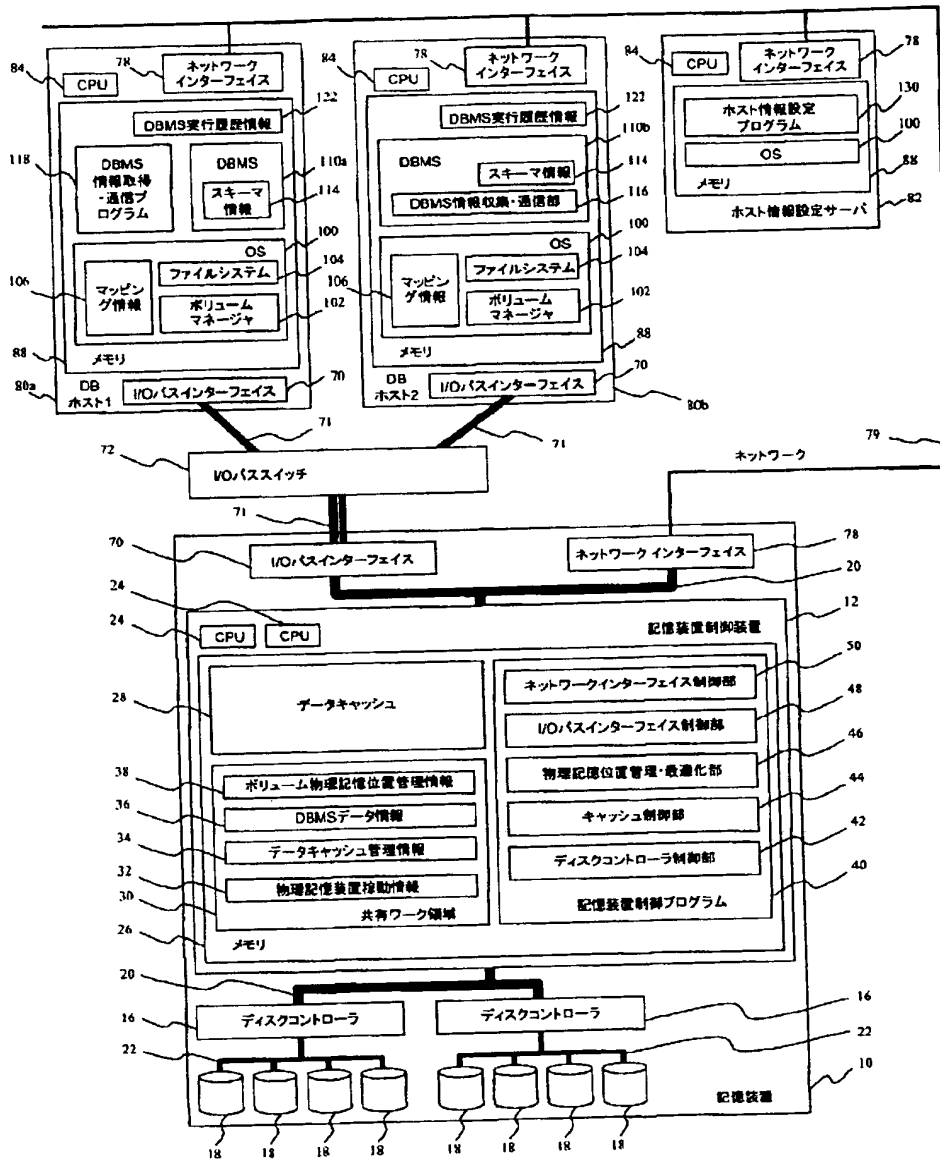 84
CPU
78
ネットワーク
インターフェイス
122
DBMS実行履歴情報
118
DBMS
情報取得
・通信プ
ログラム
DBMS
110a
スキーマ
情報
114
100
OS
106
マッピン
グ情報
ファイルシステム
104
ボリューム
マネージャ
102
88
メモリ
80a
DB
ホスト1
I/Oパスインターフェイス
70
84
CPU
78
ネットワーク
インターフェイス
122
DBMS実行履歴情報
110b
DBMS
スキーマ情報
114
DBMS情報収集・通信部
116
100
OS
106
マッピン
グ情報
ファイルシステム
104
ボリューム
マネージャ
102
88
メモリ
DB
ホスト2
I/Oパスインターフェイス
70
80b
84
CPU
ネットワーク
インターフェイス
78
ホスト情報設定
プログラム
130
OS
100
メモリ
88
ホスト情報設定サーバ
82
71
71
72
I/Oパススイッチ
71
ネットワーク
79
70
I/Oパスインターフェイス
ネットワーク インターフェイス
78
20
24
24
CPU
CPU
記憶装置制御装置
12
28
データキャッシュ
38
ボリューム物理記憶位置管理情報
36
DBMSデータ情報
34
データキャッシュ管理情報
32
物理記憶装置稼動情報
30
共有ワーク領域
26
メモリ
ネットワークインターフェイス制御部
50
I/Oパスインターフェイス制御部
48
物理記憶位置管理・最適化部
46
キャッシュ制御部
44
ディスクコントローラ制御部
42
記憶装置制御プログラム
40
20
16
ディスクコントローラ
ディスクコントローラ
16
22
22
18
18
18
18
18
18
18
18
記憶装置
10